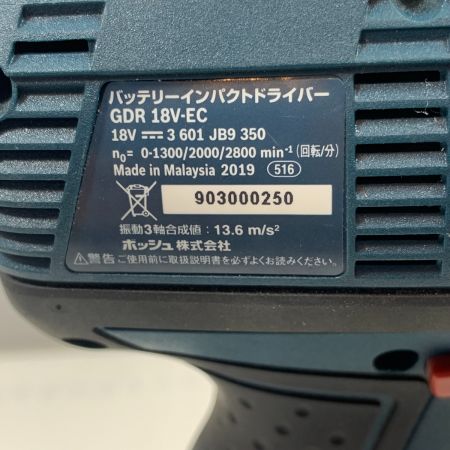 バッテリーインパクトドライバー
GDR 18V-EC
18V ⎓ 3 601 JB9 350
n₀= 0-1300/2000/2800 min⁻¹ (回転/分)
Made in Malaysia 2019 (516)
903000250
振動3軸合成値：13.6 m/s²
ボッシュ株式会社
⚠警告 ご使用前に取扱説明書を必ずよくお読みください。